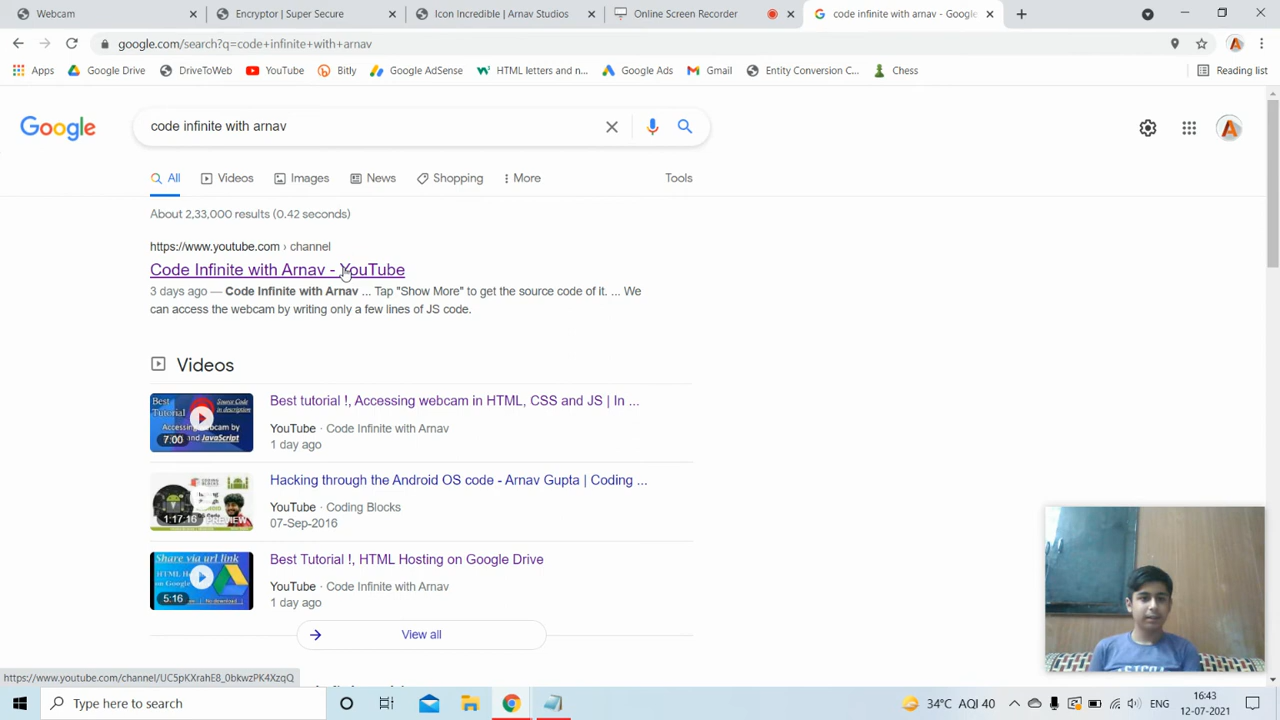 Webcam
Encryptor | Super Secure
Icon Incredible | Arnav Studios
Online Screen Recorder
code infinite with arnav - Google
google.com/search?q=code+infinite+with+arnav
Apps
Google Drive
DriveToWeb
YouTube
Bitly
Google AdSense
HTML letters and n...
Google Ads
Gmail
Entity Conversion C...
Chess
Reading list
Google
code infinite with arnav
All
Videos
Images
News
Shopping
More
Tools
About 2,33,000 results (0.42 seconds)
https://www.youtube.com › channel
Code Infinite with Arnav - YouTube
3 days ago — Code Infinite with Arnav ... Tap "Show More" to get the source code of it. ... We
can access the webcam by writing only a few lines of JS code.
Videos
Best tutorial !, Accessing webcam in HTML, CSS and JS | In ...
YouTube · Code Infinite with Arnav
1 day ago
7:00
Hacking through the Android OS code - Arnav Gupta | Coding ...
YouTube · Coding Blocks
07-Sep-2016
1:17:16
PREVIEW
Best Tutorial !, HTML Hosting on Google Drive
YouTube · Code Infinite with Arnav
1 day ago
Share via url link
5:16
View all
https://www.youtube.com/channel/UC5pKXrahE8_0bkwzPK4XzqQ
Type here to search
34°C AQI 40
ENG
16:43
12-07-2021